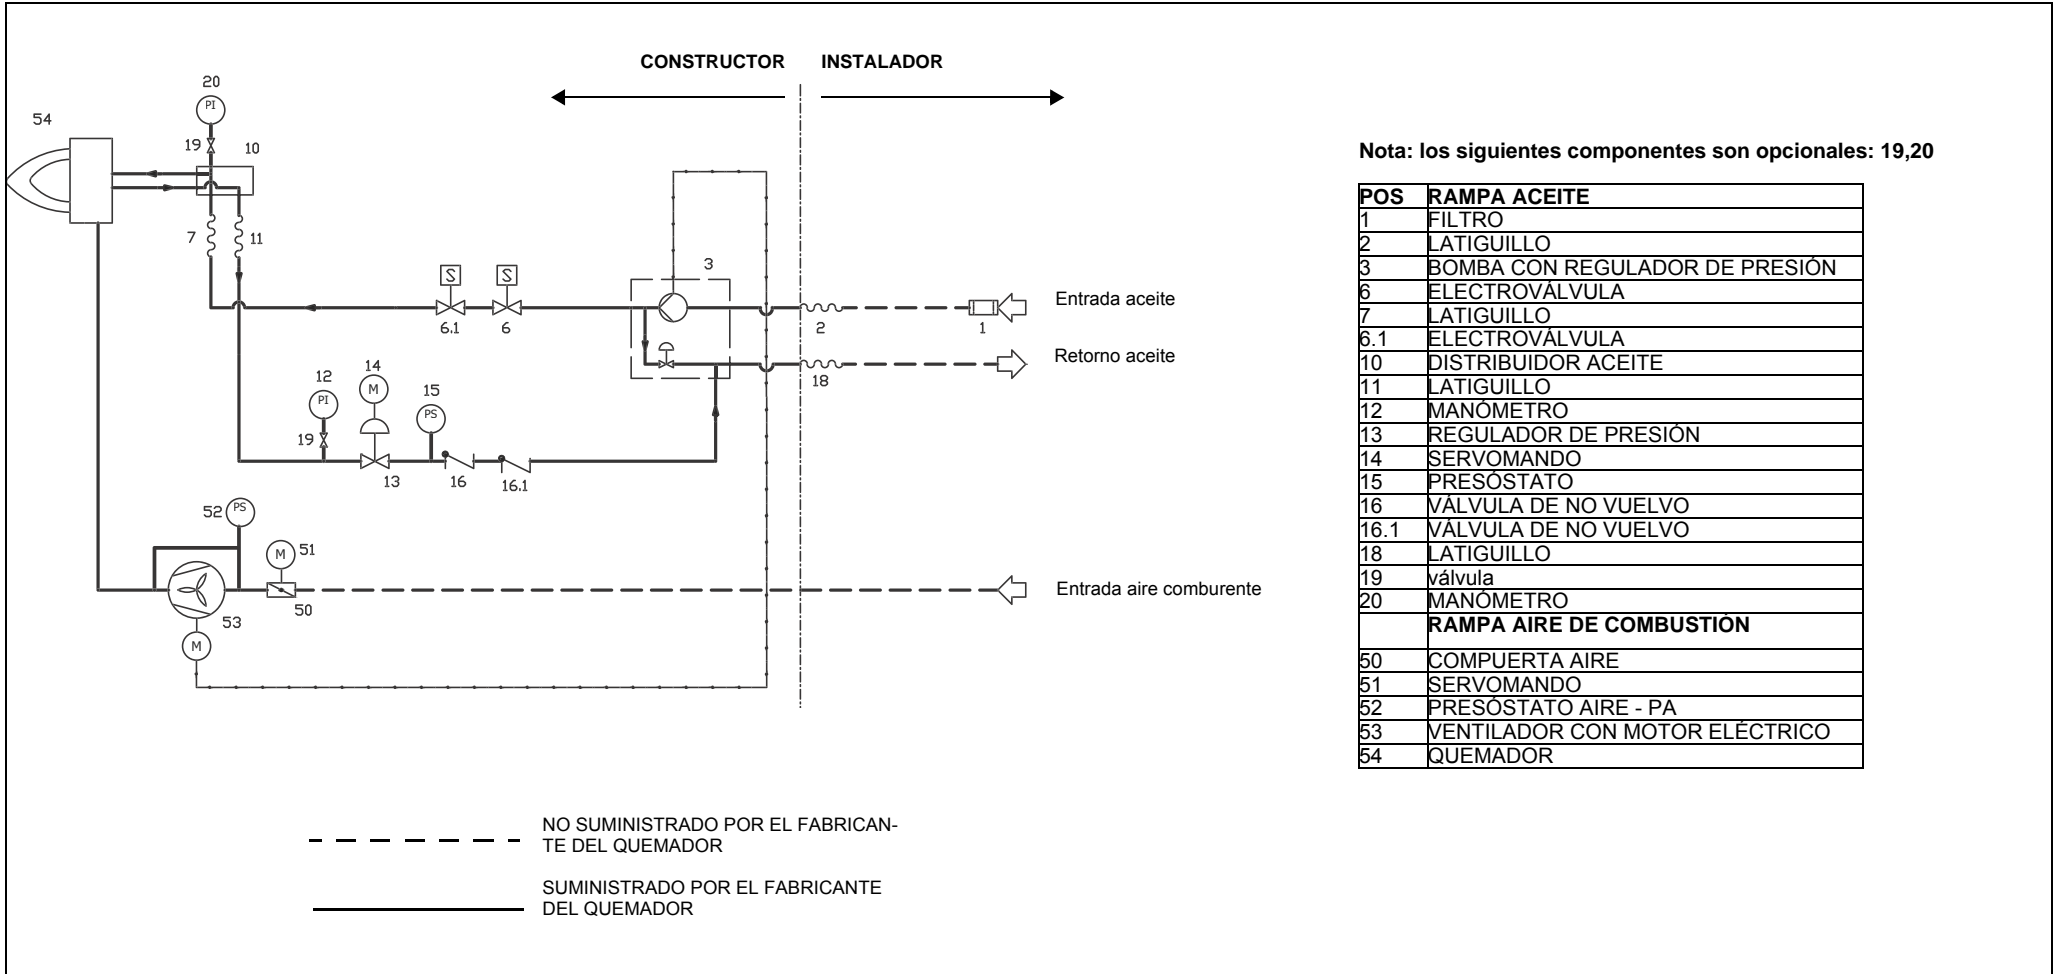 CONSTRUCTOR INSTALADOR
20
PI
54
19
10
7
11
S
S
6.1
6
3
2
1
Entrada aceite
Retorno aceite
18
14
M
12
PI
15
PS
19
13
16
16.1
52
PS
M
51
50
53
M
Entrada aire comburente
NO SUMINISTRADO POR EL FABRICAN-
TE DEL QUEMADOR
SUMINISTRADO POR EL FABRICANTE
DEL QUEMADOR
Nota: los siguientes componentes son opcionales: 19,20
POS RAMPA ACEITE
1 FILTRO
2 LATIGUILLO
3 BOMBA CON REGULADOR DE PRESIÓN
6 ELECTROVÁLVULA
7 LATIGUILLO
6.1 ELECTROVÁLVULA
10 DISTRIBUIDOR ACEITE
11 LATIGUILLO
12 MANÓMETRO
13 REGULADOR DE PRESIÓN
14 SERVOMANDO
15 PRESÓSTATO
16 VÁLVULA DE NO VUELVO
16.1 VÁLVULA DE NO VUELVO
18 LATIGUILLO
19 válvula
20 MANÓMETRO
RAMPA AIRE DE COMBUSTIÓN
50 COMPUERTA AIRE
51 SERVOMANDO
52 PRESÓSTATO AIRE - PA
53 VENTILADOR CON MOTOR ELÉCTRICO
54 QUEMADOR